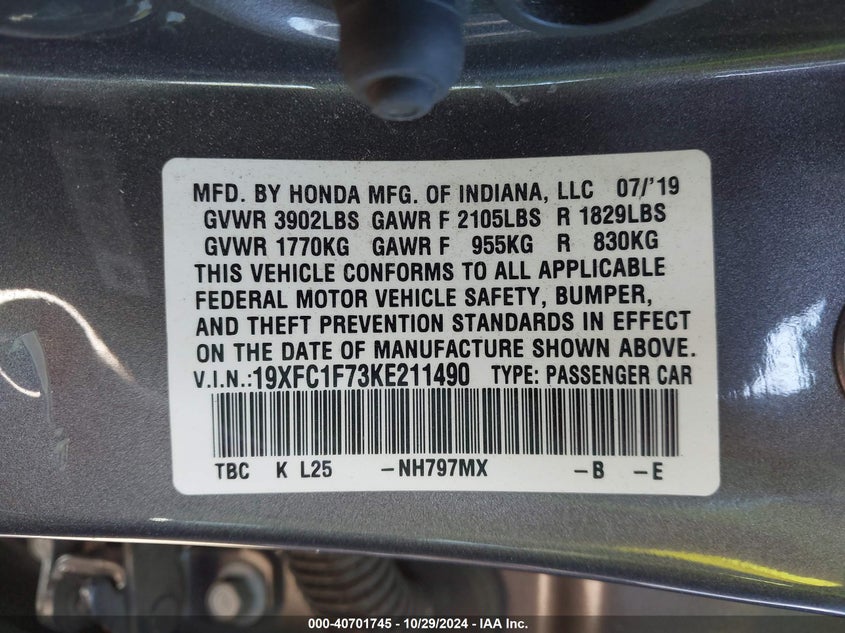 MFD. BY HONDA MFG. OF INDIANA, LLC 07/'19
GVWR 3902LBS GAWR F 2105LBS R 1829LBS
GVWR 1770KG GAWR F 955KG R 830KG
THIS VEHICLE CONFORMS TO ALL APPLICABLE
FEDERAL MOTOR VEHICLE SAFETY, BUMPER,
AND THEFT PREVENTION STANDARDS IN EFFECT
ON THE DATE OF MANUFACTURE SHOWN ABOVE.
V.I.N.:19XFC1F73KE211490 TYPE: PASSENGER CAR
TBC K L25 –NH797MX –B –E
000-40701745 - 10/29/2024 - IAA Inc.